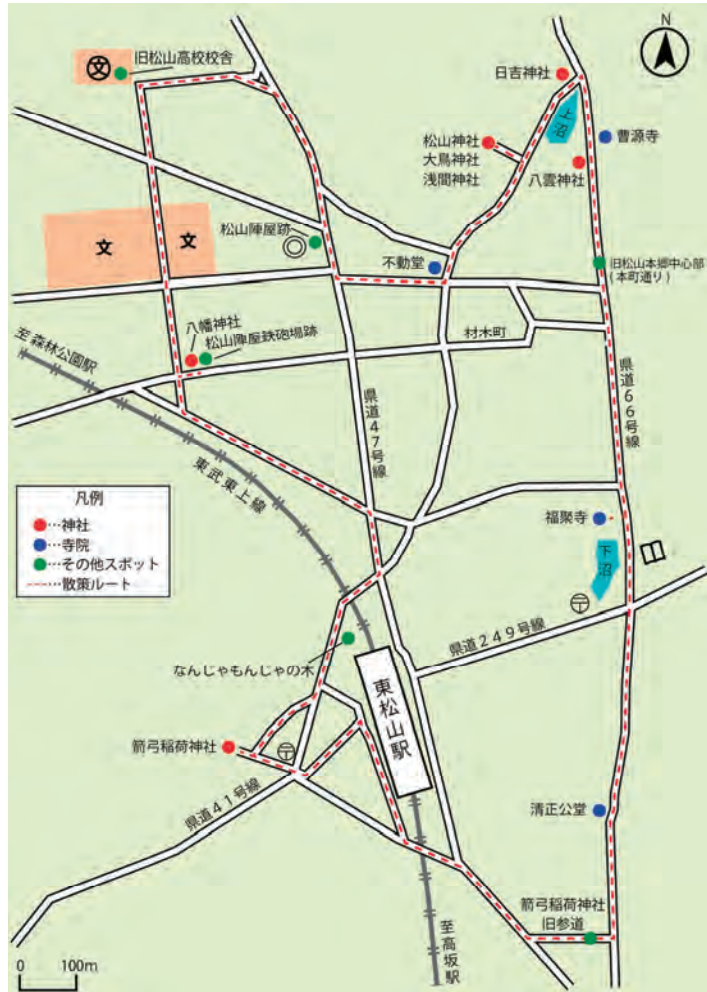 N
旧松山高校校舎
日吉神社
上沼
曹源寺
松山神社
大鳥神社
浅間神社
八雲神社
文
文
文
松山陣屋跡
不動堂
旧松山本郷中心部
(本町通り)
八幡神社
松山陣屋鉄砲場跡
材木町
至森林公園駅
県道47号線
県道66号線
東武東上線
凡例
…神社
…寺院
…その他スポット
……散策ルート
福聚寺
下沼
〒
県道249号線
なんじゃもんじゃの木
東松山駅
箭弓稲荷神社
〒
県道41号線
清正公堂
箭弓稲荷神社
旧参道
至高坂駅
0 100m